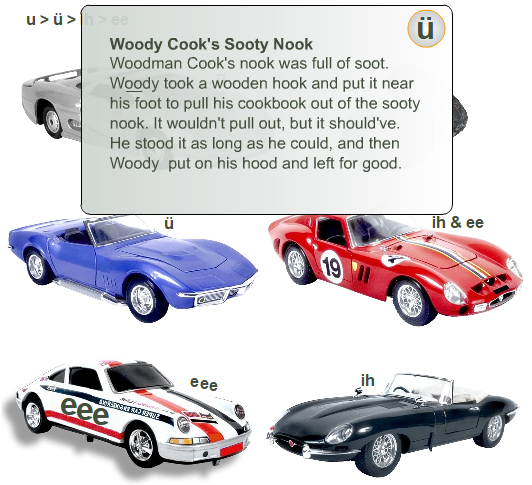 u > ü > ih > ee
ü
Woody Cook's Sooty Nook
Woodman Cook's nook was full of soot.
Woody took a wooden hook and put it near
his foot to pull his cookbook out of the sooty
nook. It wouldn't pull out, but it should've.
He stood it as long as he could, and then
Woody  put on his hood and left for good.
ü
ih & ee
19
eee
eee
ih